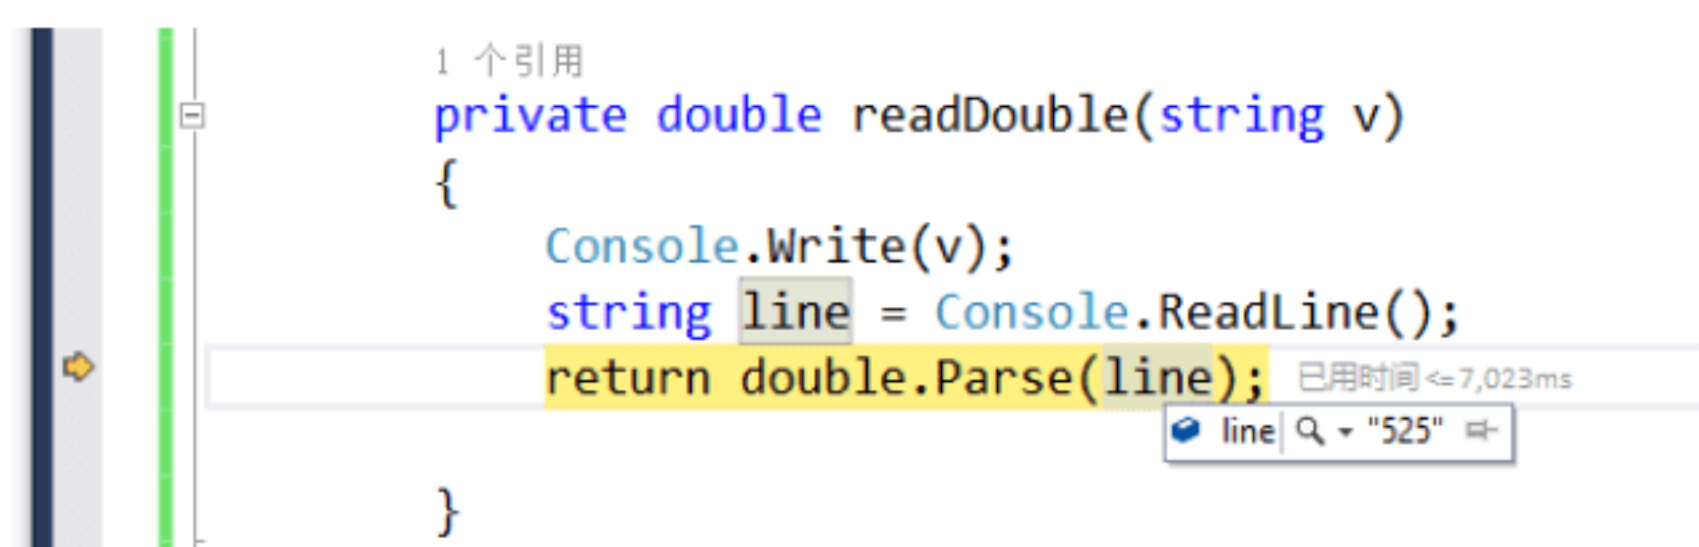 1 个引用
private double readDouble(string v)
{
Console.Write(v);
string line = Console.ReadLine();
return double.Parse(line); 已用时间<=7,023ms
line "525"
}